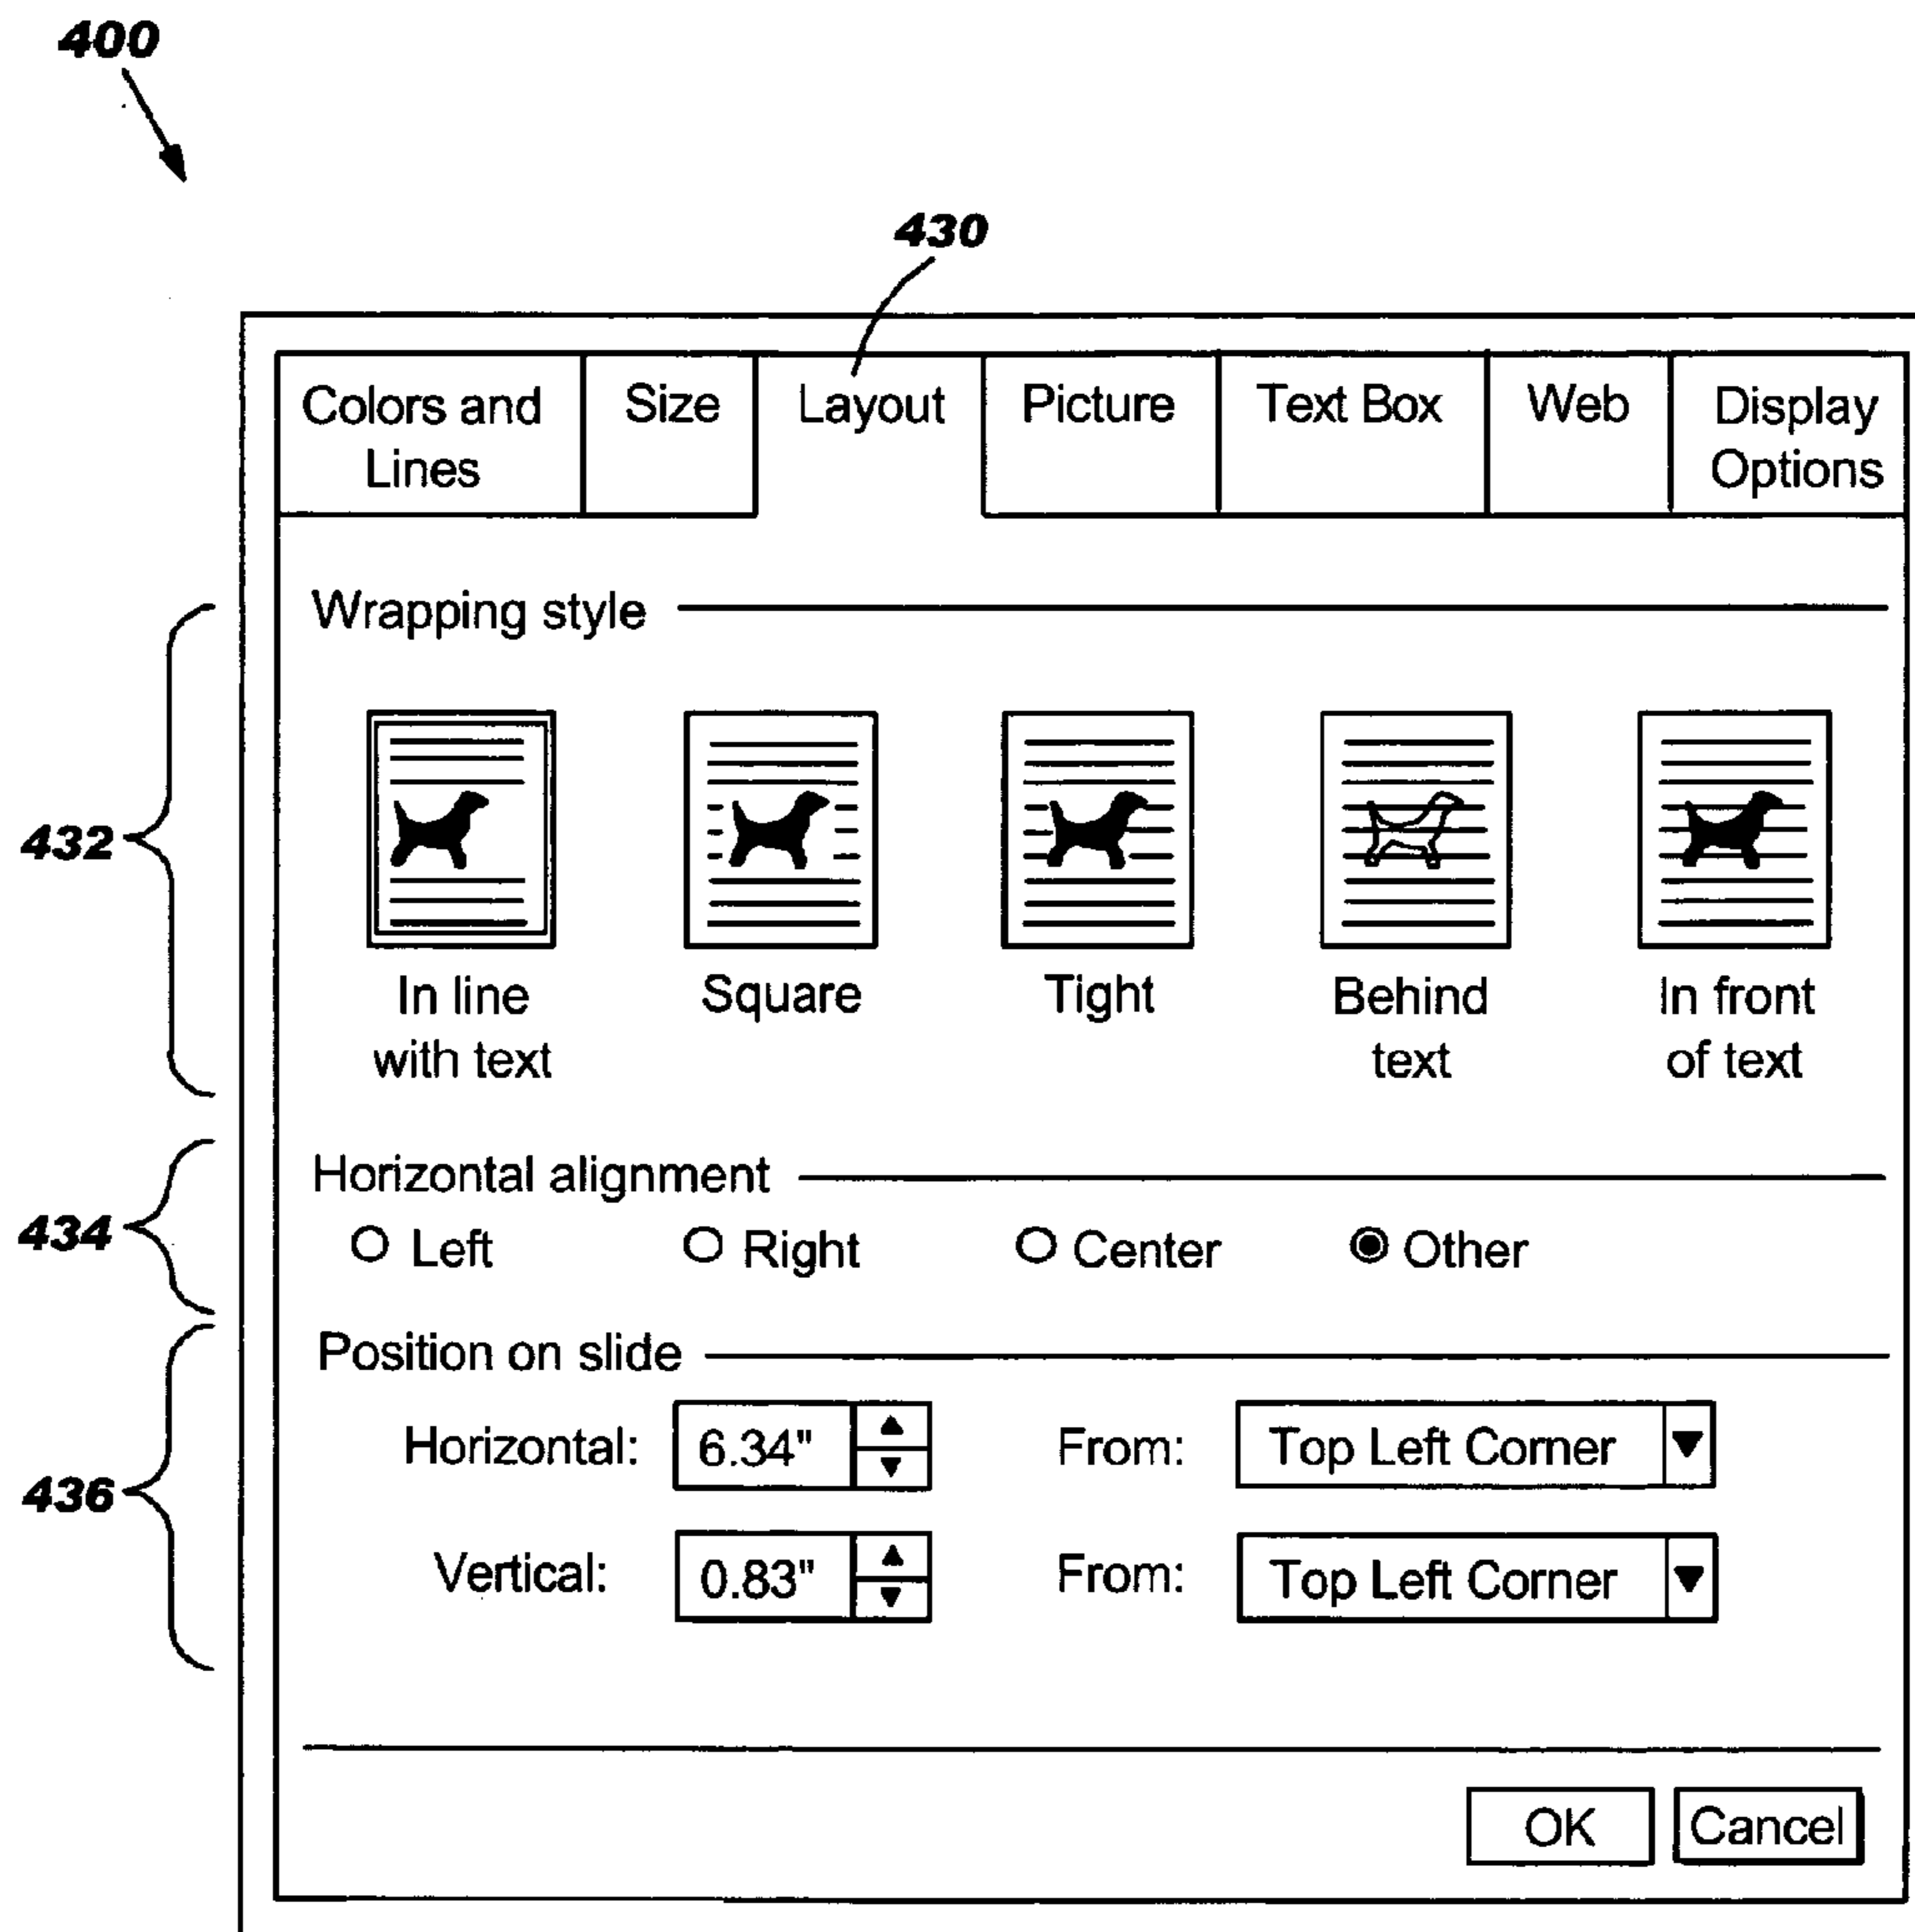 400
430
Colors and Lines
Size
Layout
Picture
Text Box
Web
Display Options
432
Wrapping style
In line with text
Square
Tight
Behind text
In front of text
434
Horizontal alignment
Left Right Center Other
436
Position on slide
Horizontal: 6.34" From: Top Left Corner
Vertical: 0.83" From: Top Left Corner
OK Cancel